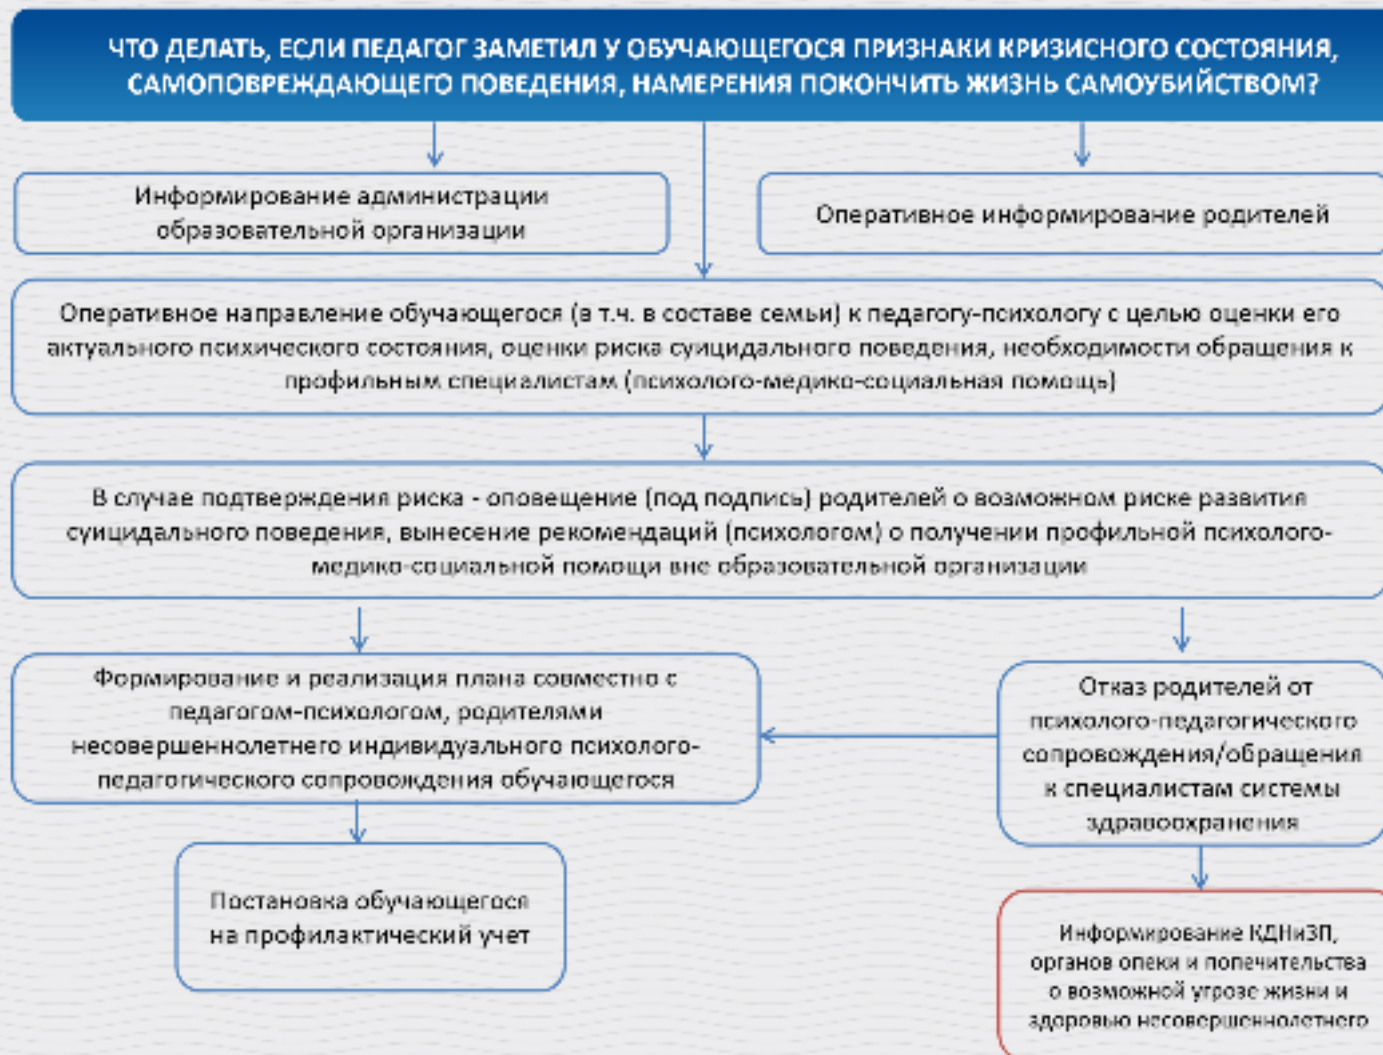 ЧТО ДЕЛАТЬ, ЕСЛИ ПЕДАГОГ ЗАМЕТИЛ У ОБУЧАЮЩЕГОСЯ ПРИЗНАКИ КРИЗИСНОГО СОСТОЯНИЯ,
САМОПОВРЕЖДАЮЩЕГО ПОВЕДЕНИЯ, НАМЕРЕНИЯ ПОКОНЧИТЬ ЖИЗНЬ САМОУБИЙСТВОМ?
Информирование администрации
образовательной организации
Оперативное информирование родителей
Оперативное направление обучающегося (в т.ч. в составе семьи) к педагогу-психологу с целью оценки его
актуального психического состояния, оценки риска суицидального поведения, необходимости обращения к
профильным специалистам (психолого-медико-социальная помощь)
В случае подтверждения риска - оповещение (под подпись) родителей о возможном риске развития
суицидального поведения, вынесение рекомендаций (психологом) о получении профильной психолого-
медико-социальной помощи вне образовательной организации
Формирование и реализация плана совместно с
педагогом-психологом, родителями
несовершеннолетнего индивидуального психолого-
педагогического сопровождения обучающегося
Отказ родителей от
психолого-педагогического
сопровождения/обращения
к специалистам системы
здравоохранения
Постановка обучающегося
на профилактический учет
Информирование КДНиЗП,
органов опеки и попечительства
о возможной угрозе жизни и
здоровью несовершеннолетнего